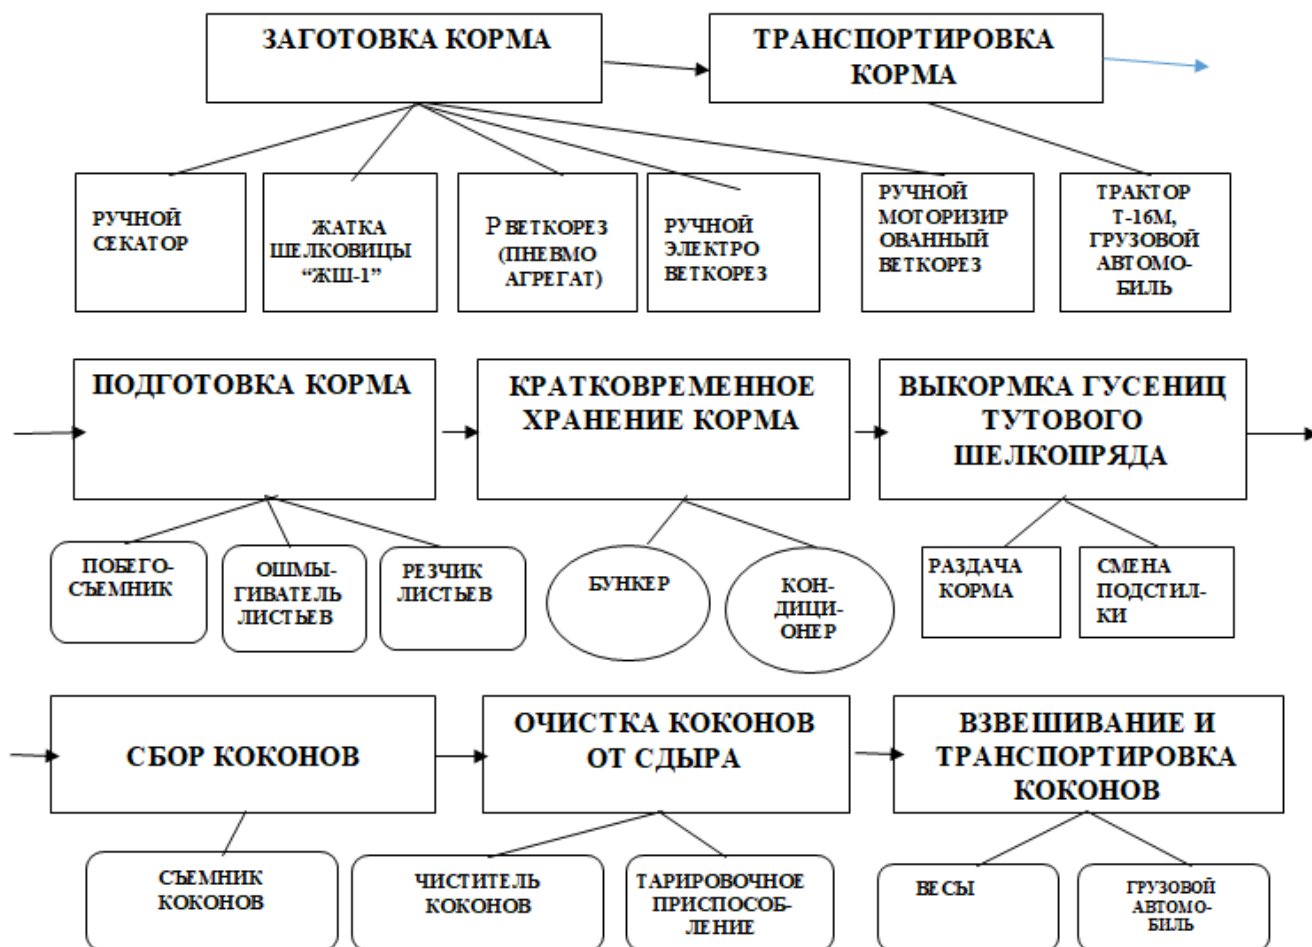 ЗАГОТОВКА КОРМА
ТРАНСПОРТИРОВКА
КОРМА
РУЧНОЙ
СЕКАТОР
ЖАТКА
ШЕЛКОВИЦЫ
“ЖШ-1”
Р ВЕТКОРЕЗ
(ПНЕВМО
АГРЕГАТ)
РУЧНОЙ
ЭЛЕКТРО
ВЕТКОРЕЗ
РУЧНОЙ
МОТОРИЗИР
ОВАННЫЙ
ВЕТКОРЕЗ
ТРАКТОР
Т-16М,
ГРУЗОВОЙ
АВТОМО-
БИЛЬ
ПОДГОТОВКА КОРМА
КРАТКОВРЕМЕННОЕ
ХРАНЕНИЕ КОРМА
ВЫКОРМКА ГУСЕНИЦ
ТУТОВОГО
ШЕЛКОПРЯДА
ПОБЕГО-
СЪЕМНИК
ОШМЫ-
ГИВАТЕЛЬ
ЛИСТЬЕВ
РЕЗЧИК
ЛИСТЬЕВ
БУНКЕР
КОН-
ДИЦИ-
ОНЕР
РАЗДАЧА
КОРМА
СМЕНА
ПОДСТИЛ-
КИ
СБОР КОКОНОВ
ОЧИСТКА КОКОНОВ
ОТ СДЫРА
ВЗВЕШИВАНИЕ И
ТРАНСПОРТИРОВКА
КОКОНОВ
СЪЕМНИК
КОКОНОВ
ЧИСТИТЕЛЬ
КОКОНОВ
ТАРИРОВОЧНОЕ
ПРИСПОСОБ-
ЛЕНИЕ
ВЕСЫ
ГРУЗОВОЙ
АВТОМО-
БИЛЬ